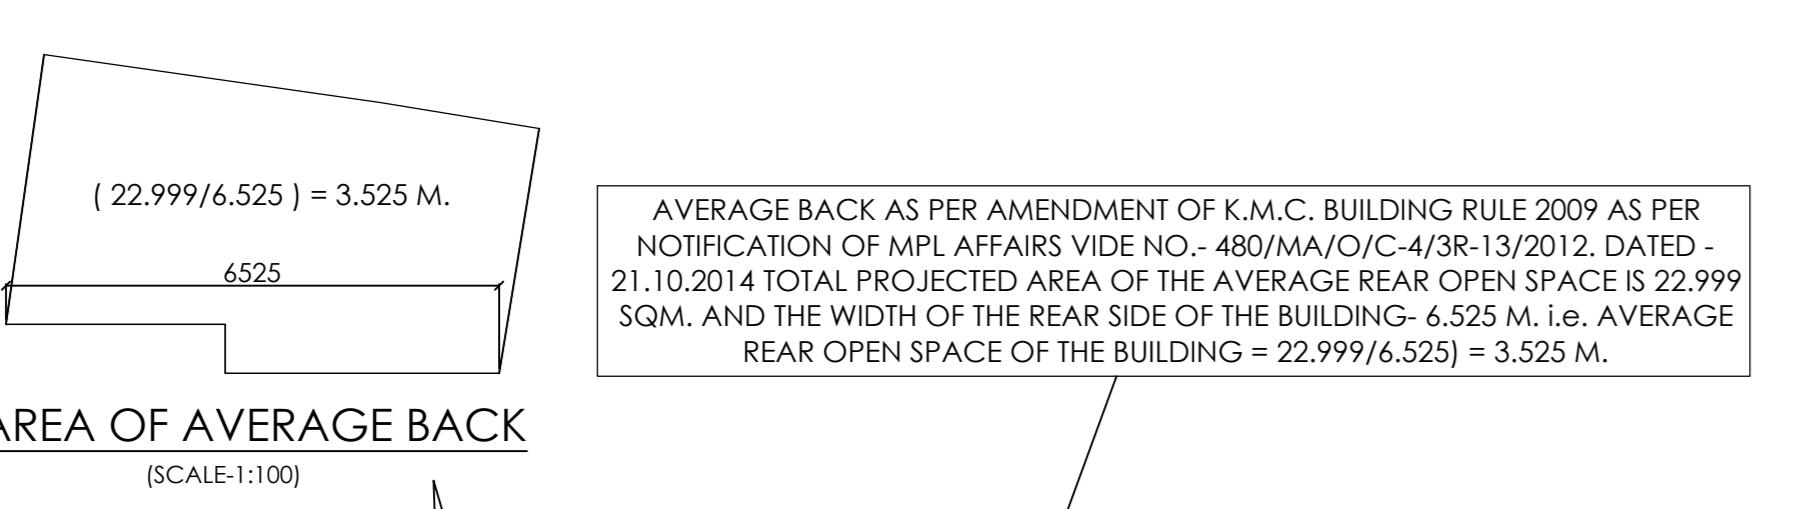 ( 22.999/6.525 ) = 3.525 M.
6525
AREA OF AVERAGE BACK
(SCALE-1:100)
AVERAGE BACK AS PER AMENDMENT OF K.M.C. BUILDING RULE 2009 AS PER
NOTIFICATION OF MPL AFFAIRS VIDE NO.- 480/MA/O/C-4/3R-13/2012. DATED -
21.10.2014 TOTAL PROJECTED AREA OF THE AVERAGE REAR OPEN SPACE IS 22.999
SQM. AND THE WIDTH OF THE REAR SIDE OF THE BUILDING- 6.525 M. i.e. AVERAGE
REAR OPEN SPACE OF THE BUILDING = 22.999/6.525) = 3.525 M.